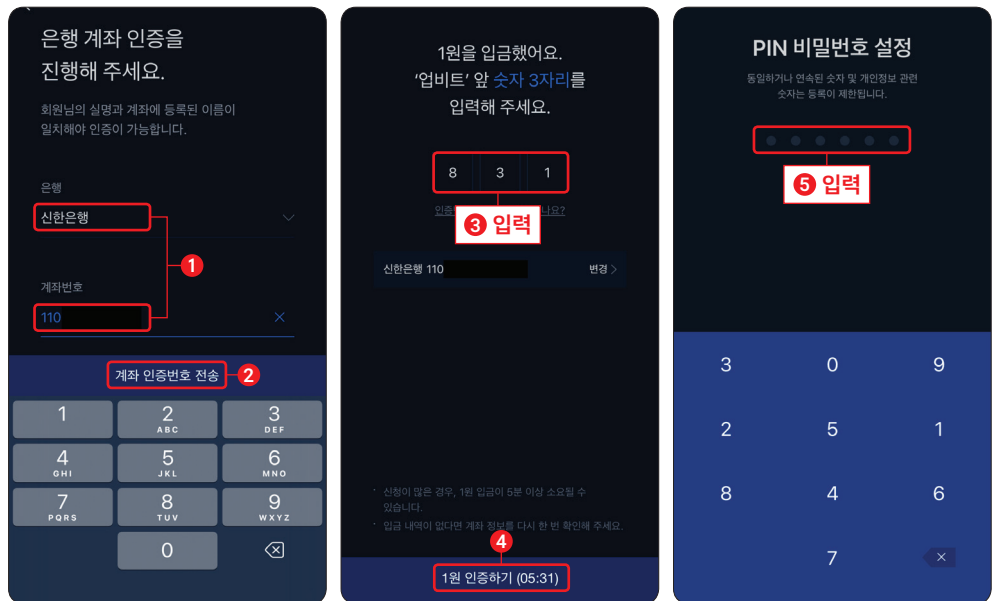 은행 계좌 인증을
진행해 주세요.
회원님의 실명과 계좌에 등록된 이름이
일치해야 인증이 가능합니다.
은행
신한은행
1
계좌번호
110
계좌 인증번호 전송
2
1
2
ABC
3
DEF
4
GHI
5
JKL
6
MNO
7
PQRS
8
TUV
9
WXYZ
0
1원을 입금했어요.
'업비트' 앞 숫자 3자리를
입력해 주세요.
8 3 1
3 입력
나요?
신한은행 110 변경
· 신청이 많은 경우, 1원 입금이 5분 이상 소요될 수
있습니다.
· 입금 내역이 없다면 계좌 정보를 다시 한 번 확인해 주세요.
4
1원 인증하기 (05:31)
PIN 비밀번호 설정
동일하거나 연속된 숫자 및 개인정보 관련
숫자는 등록이 제한됩니다.
5 입력
3 0 9
2 5 1
8 4 6
7